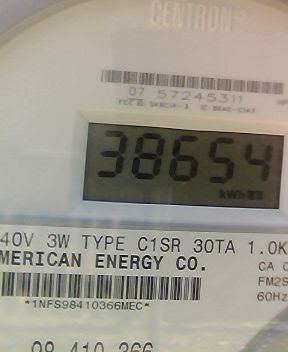 CENTRON®
07 57245311
38654
kWh
40V 3W TYPE C1SR 30TA 1.0K
MERICAN ENERGY CO.
CA 0
FM2S
60Hz
*1NFS98410366MEC*
98 410 366